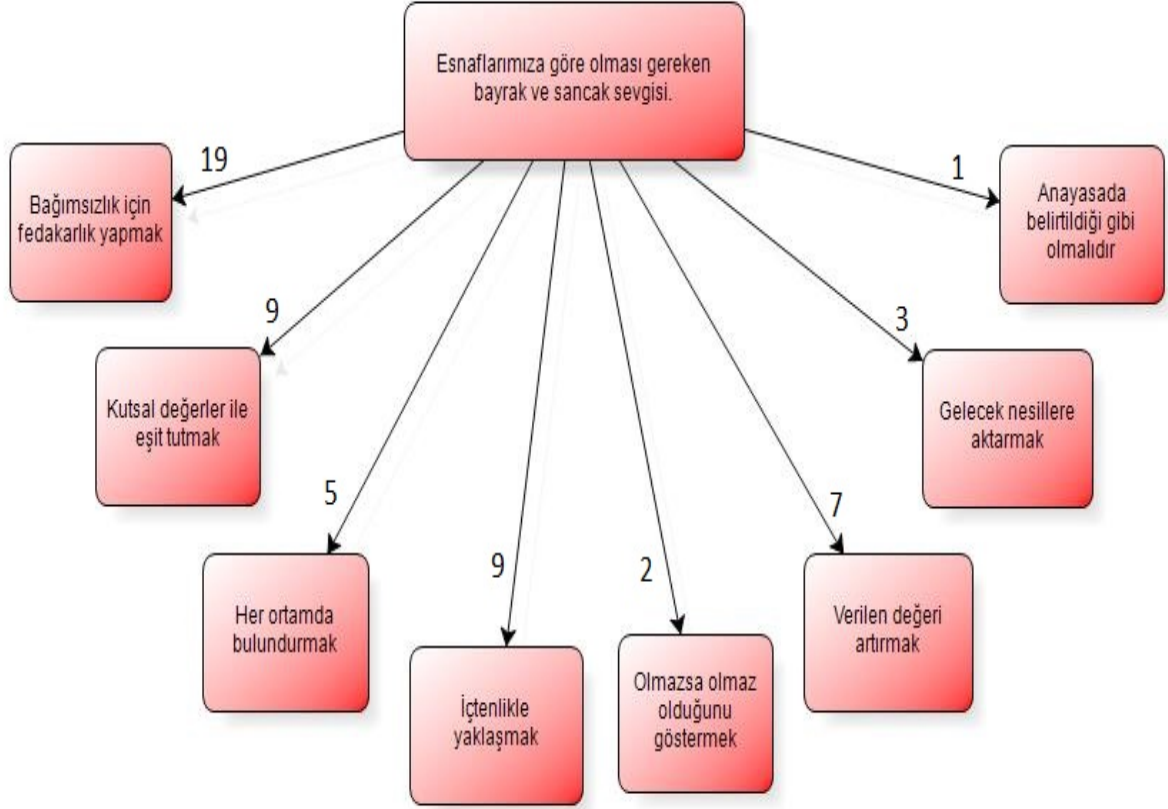 Esnaflarımıza göre olması gereken
bayrak ve sancak sevgisi.
19
1
Bağımsızlık için
fedakarlık yapmak
Anayasada
belirtildiği gibi
olmalıdır
9
3
Kutsal değerler ile
eşit tutmak
Gelecek nesillere
aktarmak
5
7
9
2
Her ortamda
bulundurmak
Verilen değeri
artırmak
İçtenlikle
yaklaşmak
Olmazsa olmaz
olduğunu
göstermek